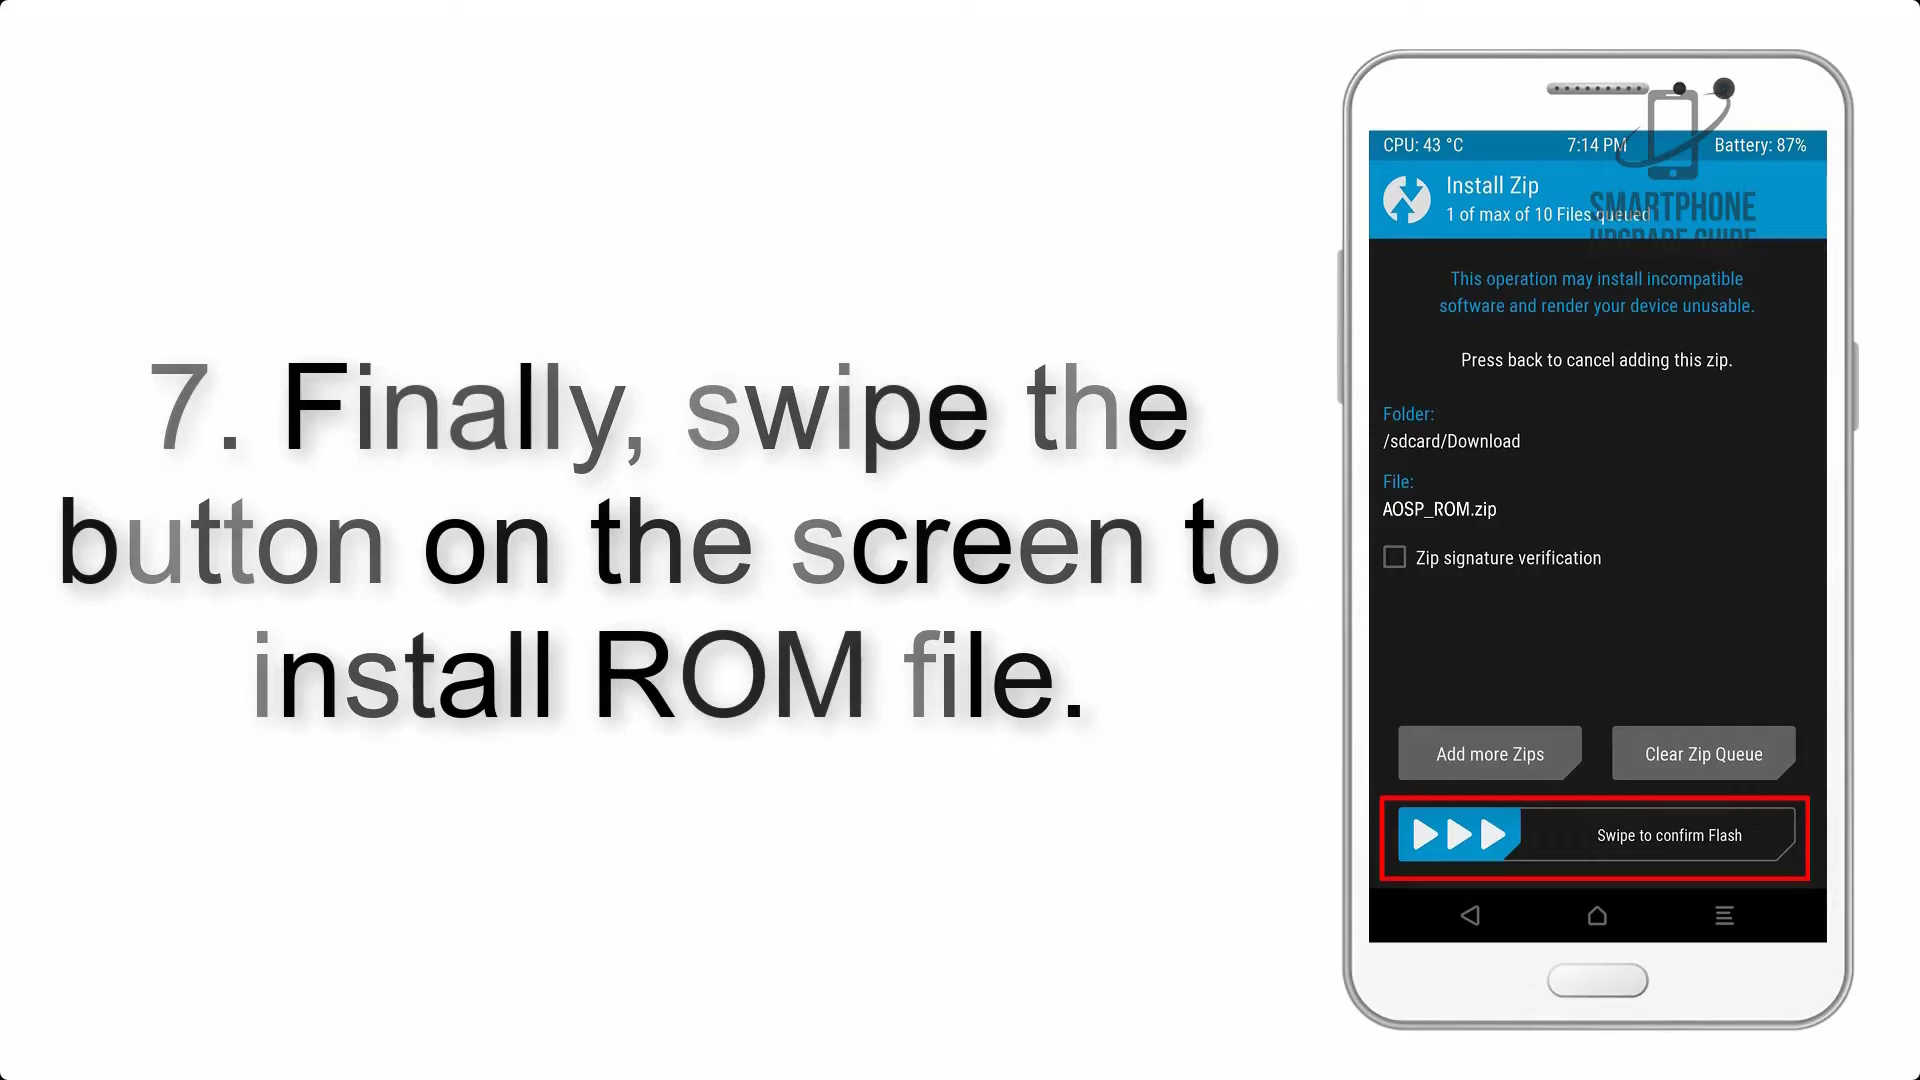 7. Finally, swipe the
button on the screen to
install ROM file.
CPU: 43 °C 7:14 PM Battery: 87%
Install Zip
1 of max of 10 Files queued
SMARTPHONE
UPGRADE GUIDE
This operation may install incompatible
software and render your device unusable.
Press back to cancel adding this zip.
Folder:
/sdcard/Download
File:
AOSP_ROM.zip
Zip signature verification
Add more Zips Clear Zip Queue
Swipe to confirm Flash